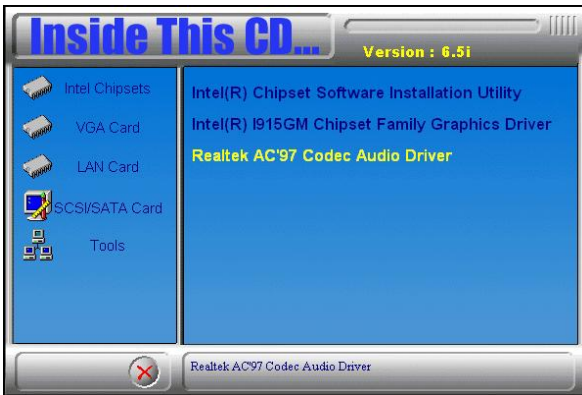 Inside This CD...
Version : 6.5i
Intel Chipsets
VGA Card
LAN Card
SCSI/SATA Card
Tools
Intel(R) Chipset Software Installation Utility
Intel(R) I915GM Chipset Family Graphics Driver
Realtek AC'97 Codec Audio Driver
Realtek AC'97 Codec Audio Driver